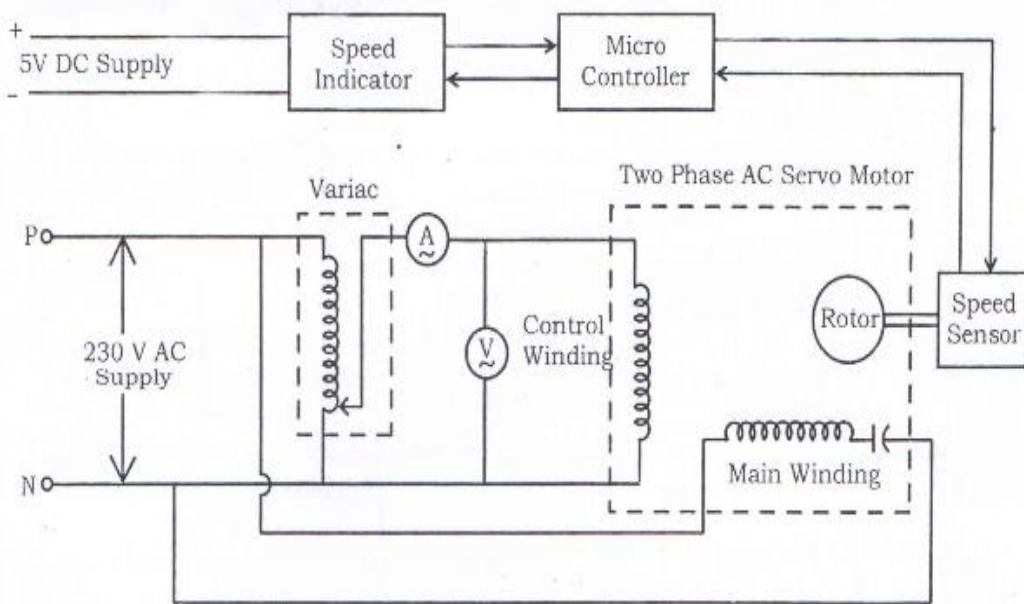 +
5V DC Supply
-
Speed
Indicator
Micro
Controller
Variac
Two Phase AC Servo Motor
P
A
~
230 V AC
Supply
V
~
Control
Winding
Rotor
Speed
Sensor
Main Winding
N